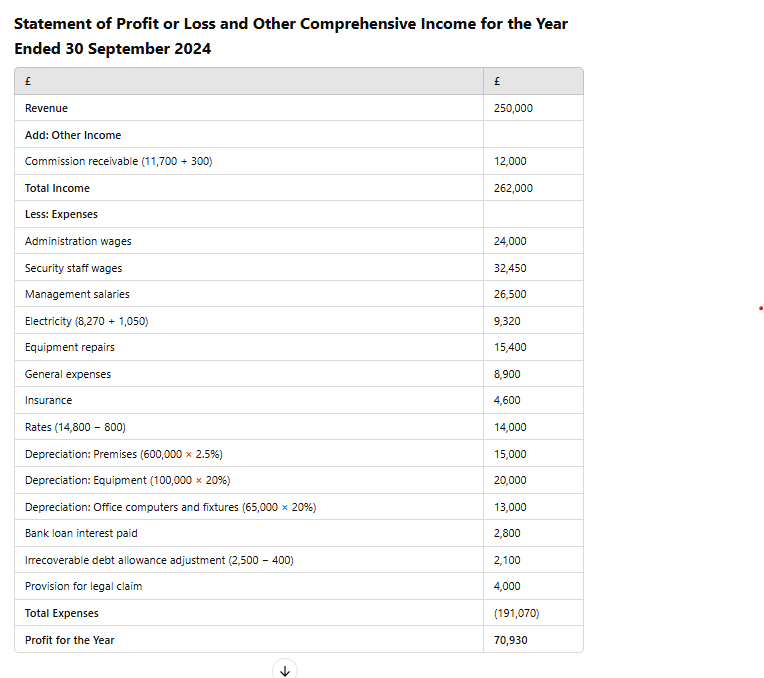 Statement of Profit or Loss and Other Comprehensive Income for the Year
Ended 30 September 2024
£ £
Revenue 250,000
Add: Other Income
Commission receivable (11,700 + 300) 12,000
Total Income 262,000
Less: Expenses
Administration wages 24,000
Security staff wages 32,450
Management salaries 26,500
Electricity (8,270 + 1,050) 9,320
Equipment repairs 15,400
General expenses 8,900
Insurance 4,600
Rates (14,800 – 800) 14,000
Depreciation: Premises (600,000 × 2.5%) 15,000
Depreciation: Equipment (100,000 × 20%) 20,000
Depreciation: Office computers and fixtures (65,000 × 20%) 13,000
Bank loan interest paid 2,800
Irrecoverable debt allowance adjustment (2,500 – 400) 2,100
Provision for legal claim 4,000
Total Expenses (191,070)
Profit for the Year 70,930